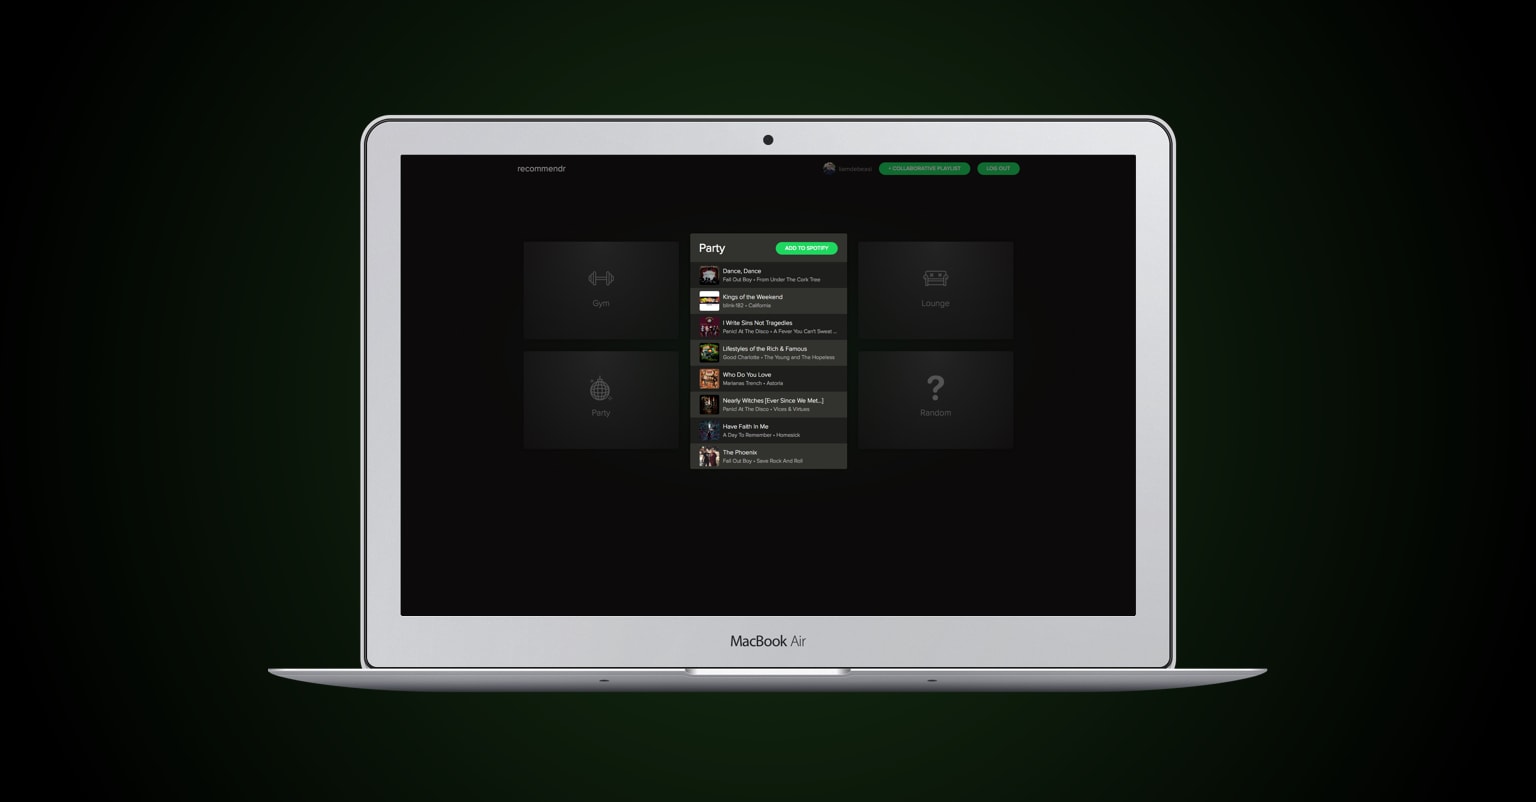 recommendr
+ COLLABORATIVE PLAYLIST
LOG OUT
Gym
Party
Party
ADD TO SPOTIFY
Dance, Dance
Fall Out Boy • From Under The Cork Tree
Kings of the Weekend
blink-182 • California
I Write Sins Not Tragedies
Panic! At The Disco • A Fever You Can't Sweat ...
Lifestyles of the Rich & Famous
Good Charlotte • The Young and The Hopeless
Who Do You Love
Marianas Trench • Astoria
Nearly Witches [Ever Since We Met...]
Panic! At The Disco • Vices & Virtues
Have Faith In Me
A Day To Remember • Homesick
The Phoenix
Fall Out Boy • Save Rock And Roll
Lounge
Random
MacBook Air